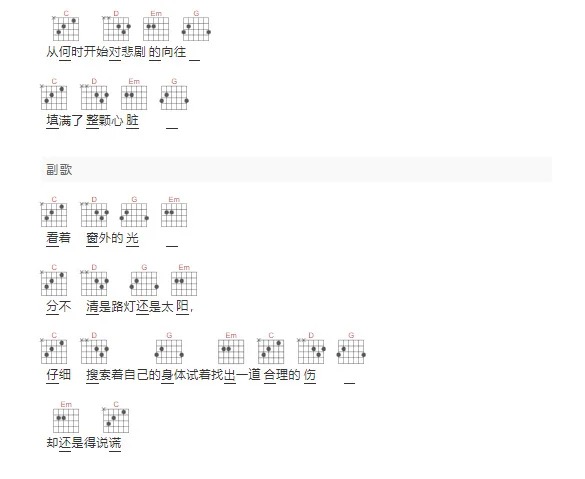 C D Em G
从何时开始对悲剧 的向往
C D Em G
填满了 整颗心 脏
副歌
C D G Em
看着 窗外的 光
C D G Em
分不 清是路灯还是太 阳，
C D G Em C D G
仔细 搜索着自己的身体试着找出一道 合理的 伤
Em C
却还是得说谎